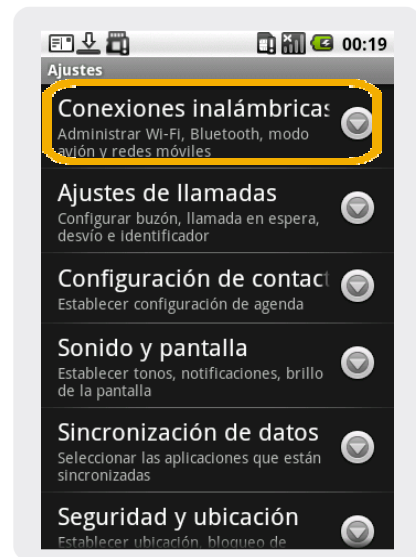 00:19
Ajustes
Conexiones inalámbricas
Administrar Wi-Fi, Bluetooth, modo
avión y redes móviles
Ajustes de llamadas
Configurar buzón, llamada en espera,
desvío e identificador
Configuración de contact
Establecer configuración de agenda
Sonido y pantalla
Establecer tonos, notificaciones, brillo
de la pantalla
Sincronización de datos
Seleccionar las aplicaciones que están
sincronizadas
Seguridad y ubicación
Establecer ubicación, bloqueo de